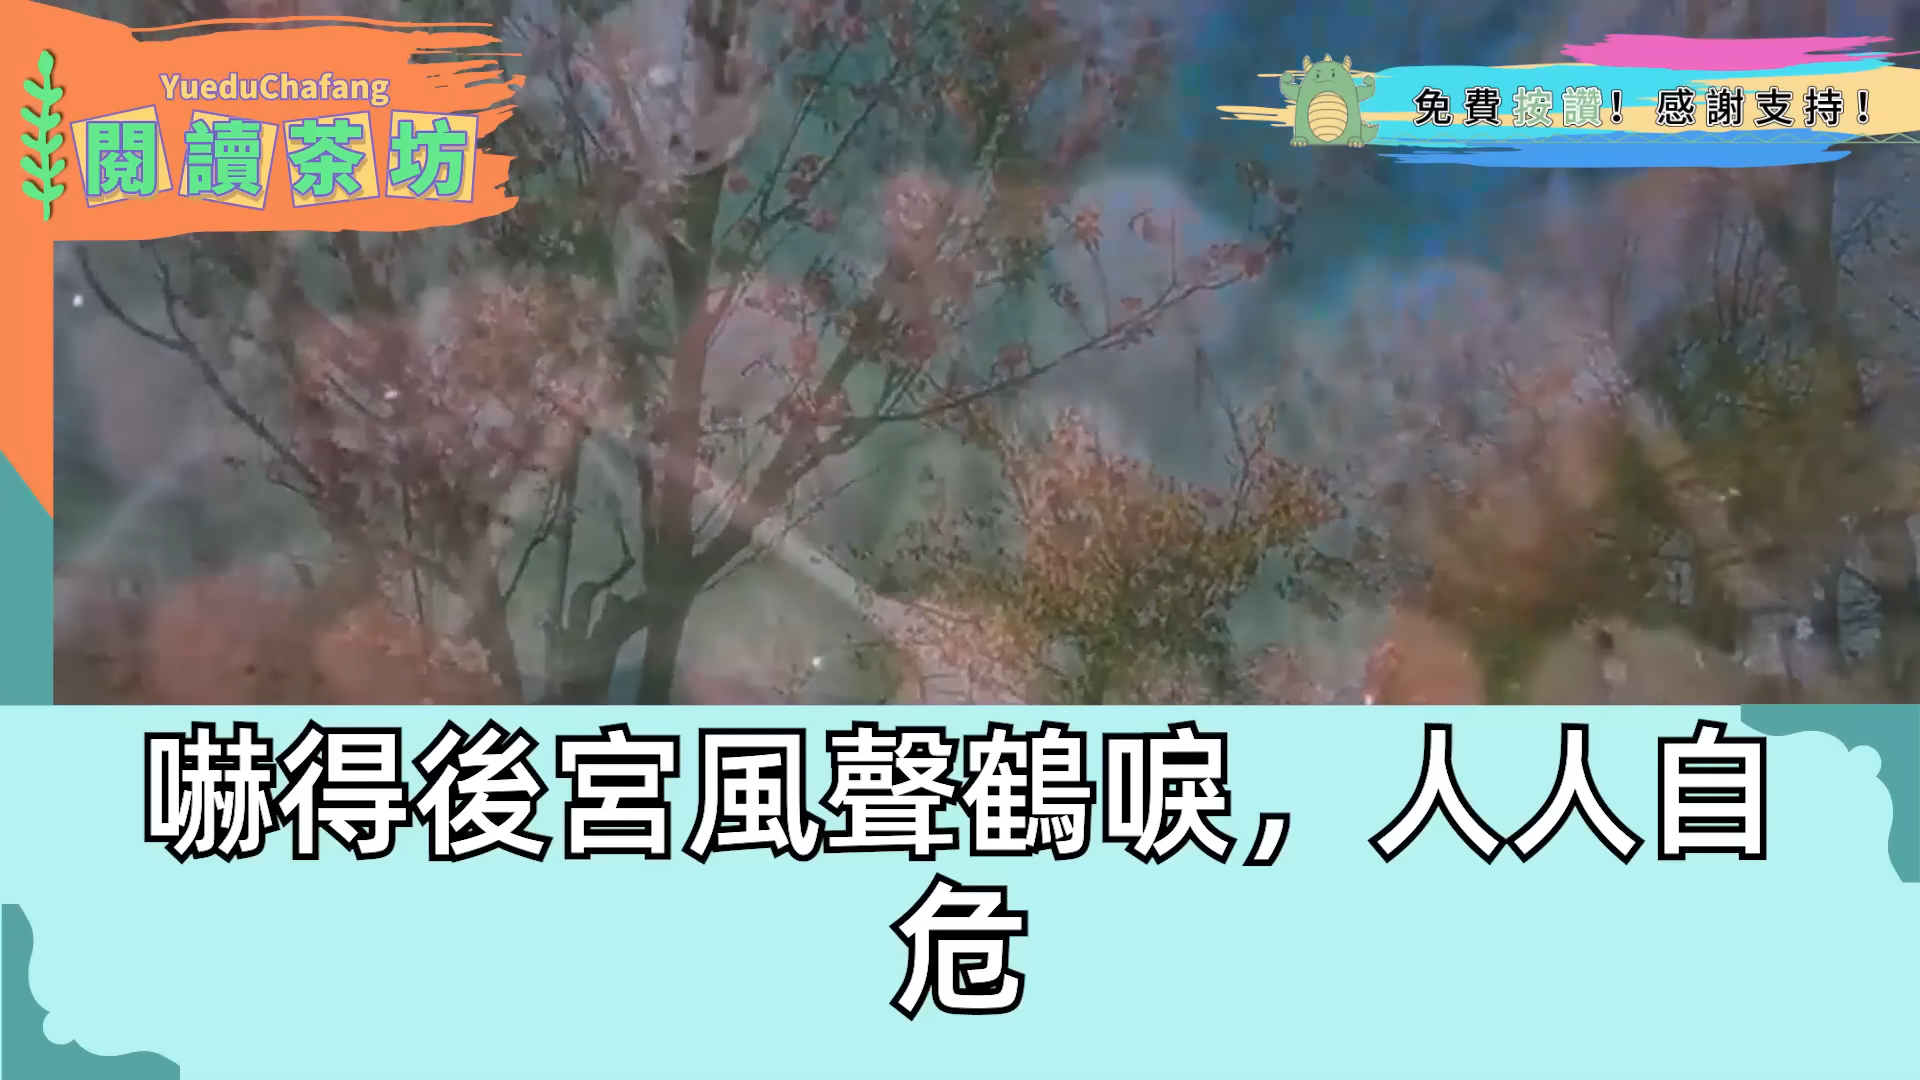 YueduChafang
閱讀茶坊
免費按讚！感謝支持！
嚇得後宮風聲鶴唳，人人自
危